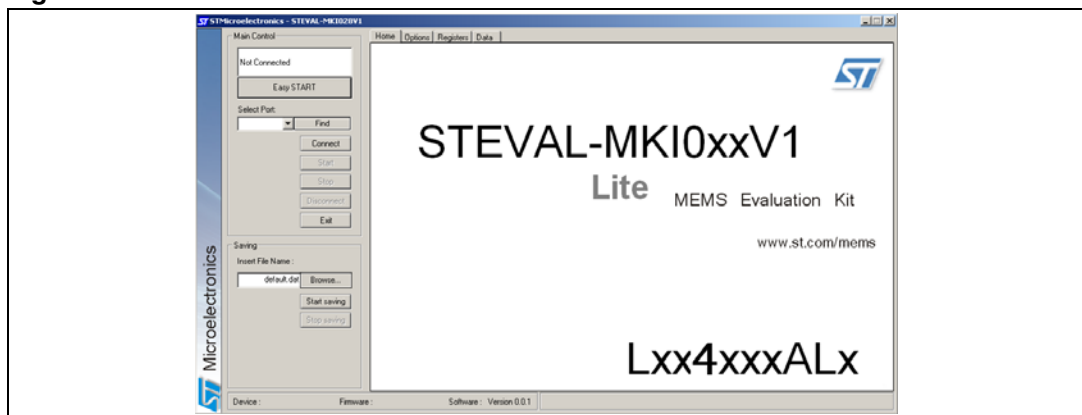 STMicroelectronics - STEVAL-MKI028V1
Main Control
Not Connected
Easy START
Select Port:
Find
Connect
Start
Stop
Disconnect
Exit
Saving
Insert File Name :
default.dat
Browse...
Start saving
Stop saving
Home Options Registers Data
ST
STEVAL-MKI0xxV1
Lite
MEMS Evaluation Kit
www.st.com/mems
Lxx4xxxALx
ST Microelectronics
Device : Firmware : Software : Version 0.0.1